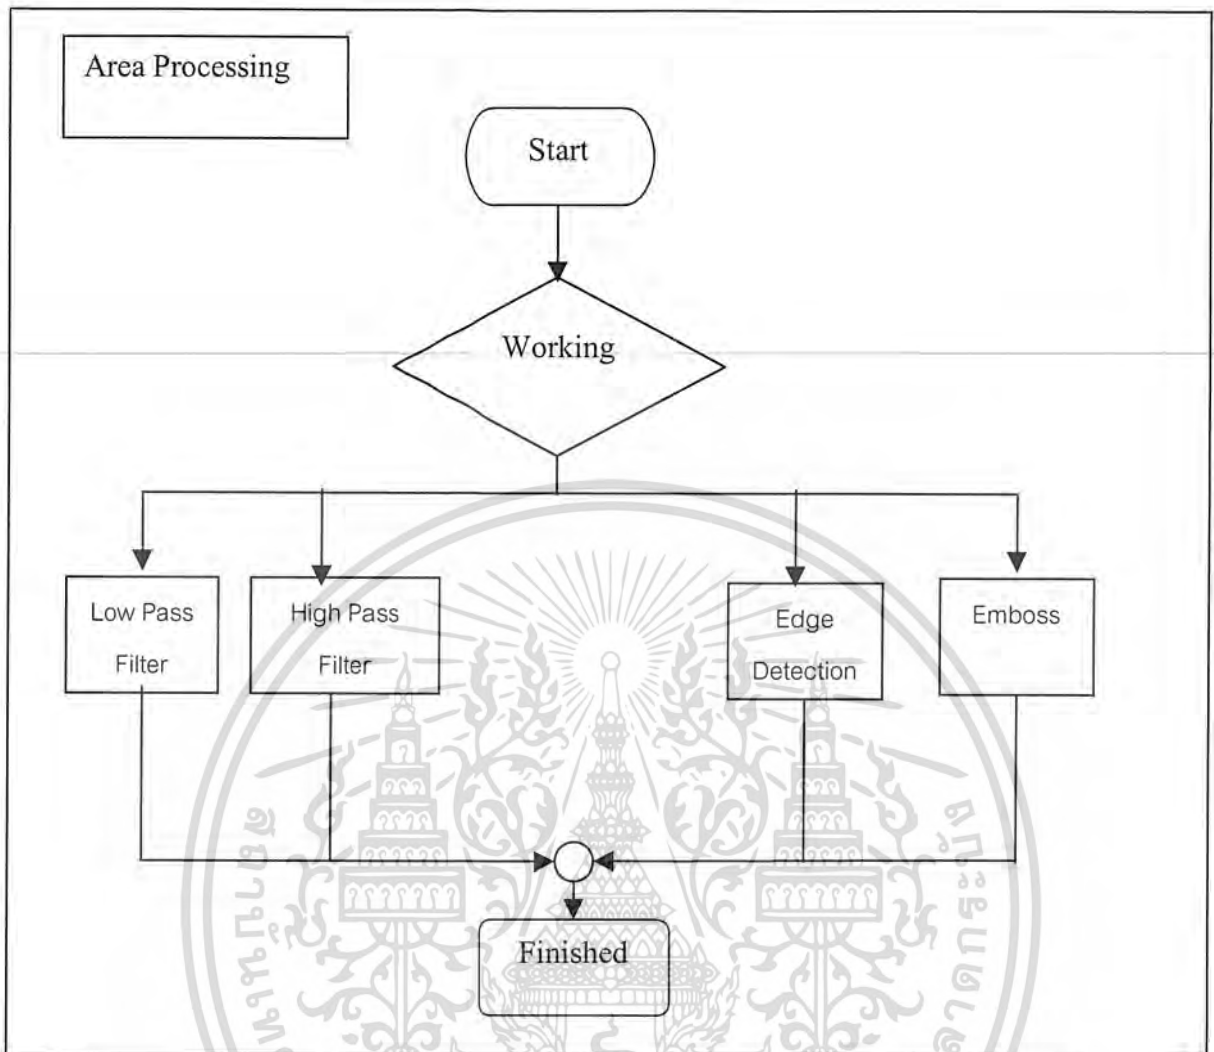 Area Processing
Start
Working
Low Pass
Filter
High Pass
Filter
Edge
Detection
Emboss
Finished